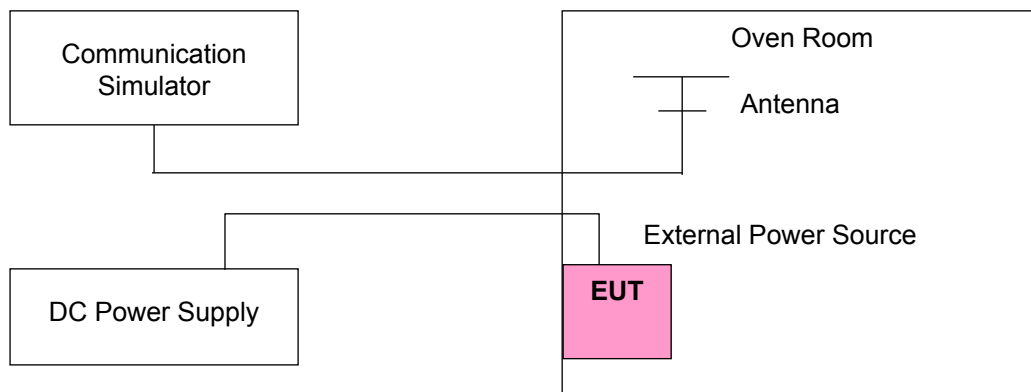 Communication
Simulator
Oven Room
Antenna
External Power Source
DC Power Supply
EUT